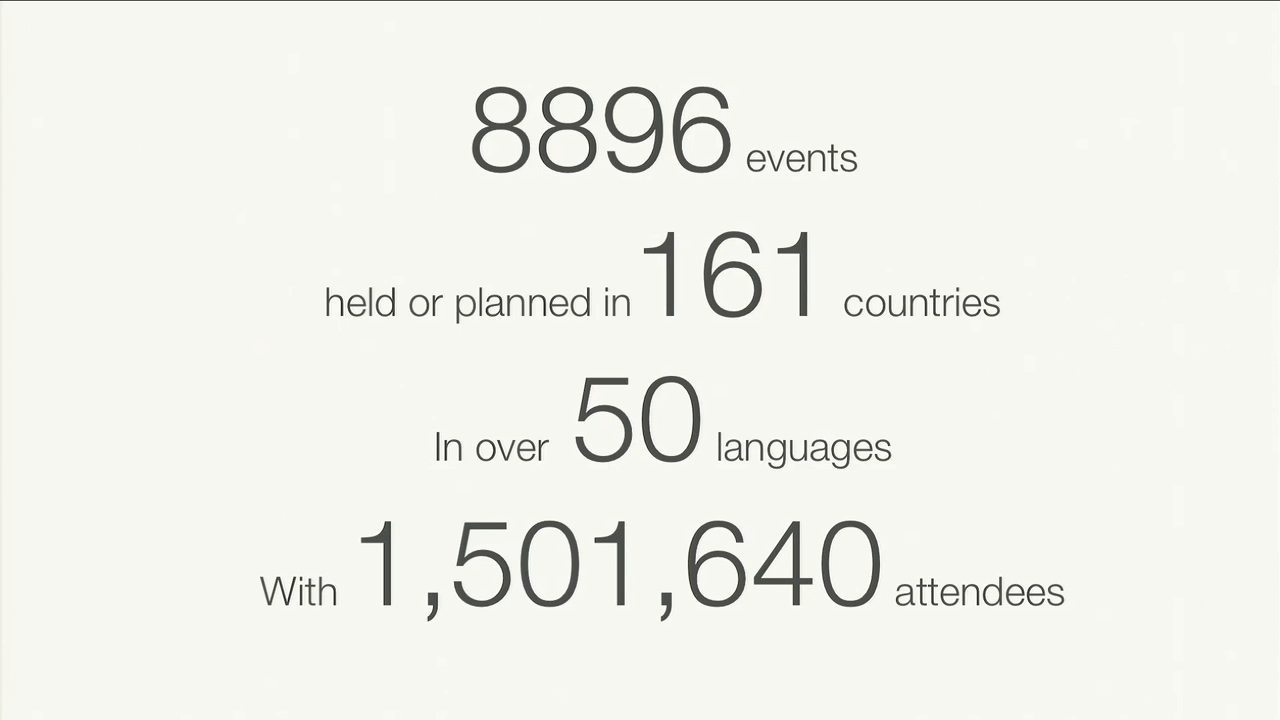 8896 events
held or planned in 161 countries
In over 50 languages
With 1,501,640 attendees